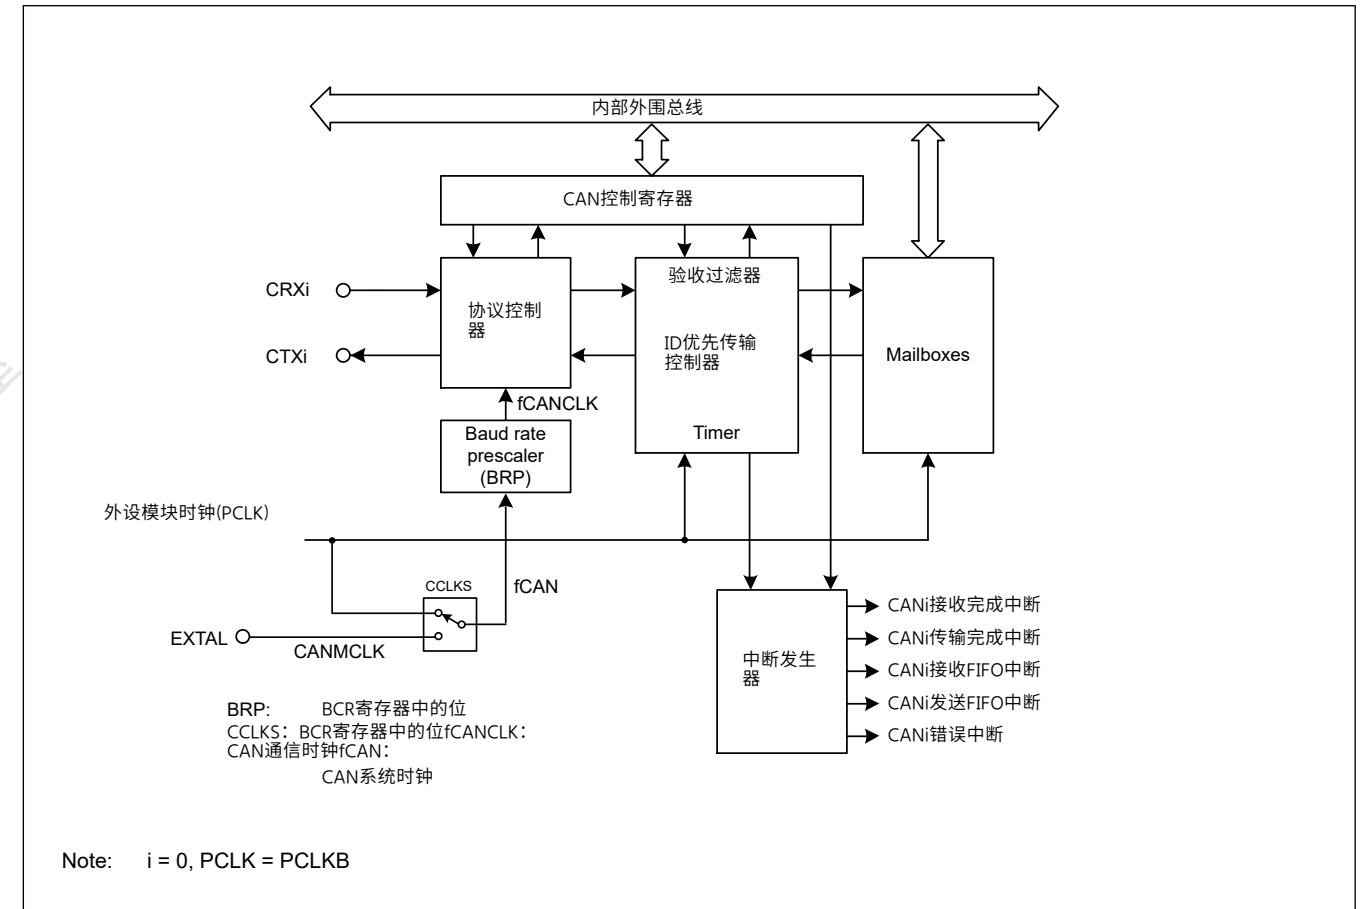 内部外围总线
CAN控制寄存器
CRXi
CTXi
协议控制
器
验收过滤器
ID优先传输
控制器
Timer
Mailboxes
fCANCLK
Baud rate
prescaler
(BRP)
外设模块时钟(PCLK)
CCLKS
fCAN
EXTAL
CANMCLK
中断发生
器
CANi接收完成中断
CANi传输完成中断
CANi接收FIFO中断
CANi发送FIFO中断
CANi错误中断
BRP: BCR寄存器中的位
CCLKS：BCR寄存器中的位fCANCLK：
CAN通信时钟fCAN：
CAN系统时钟
Note: i = 0, PCLK = PCLKB